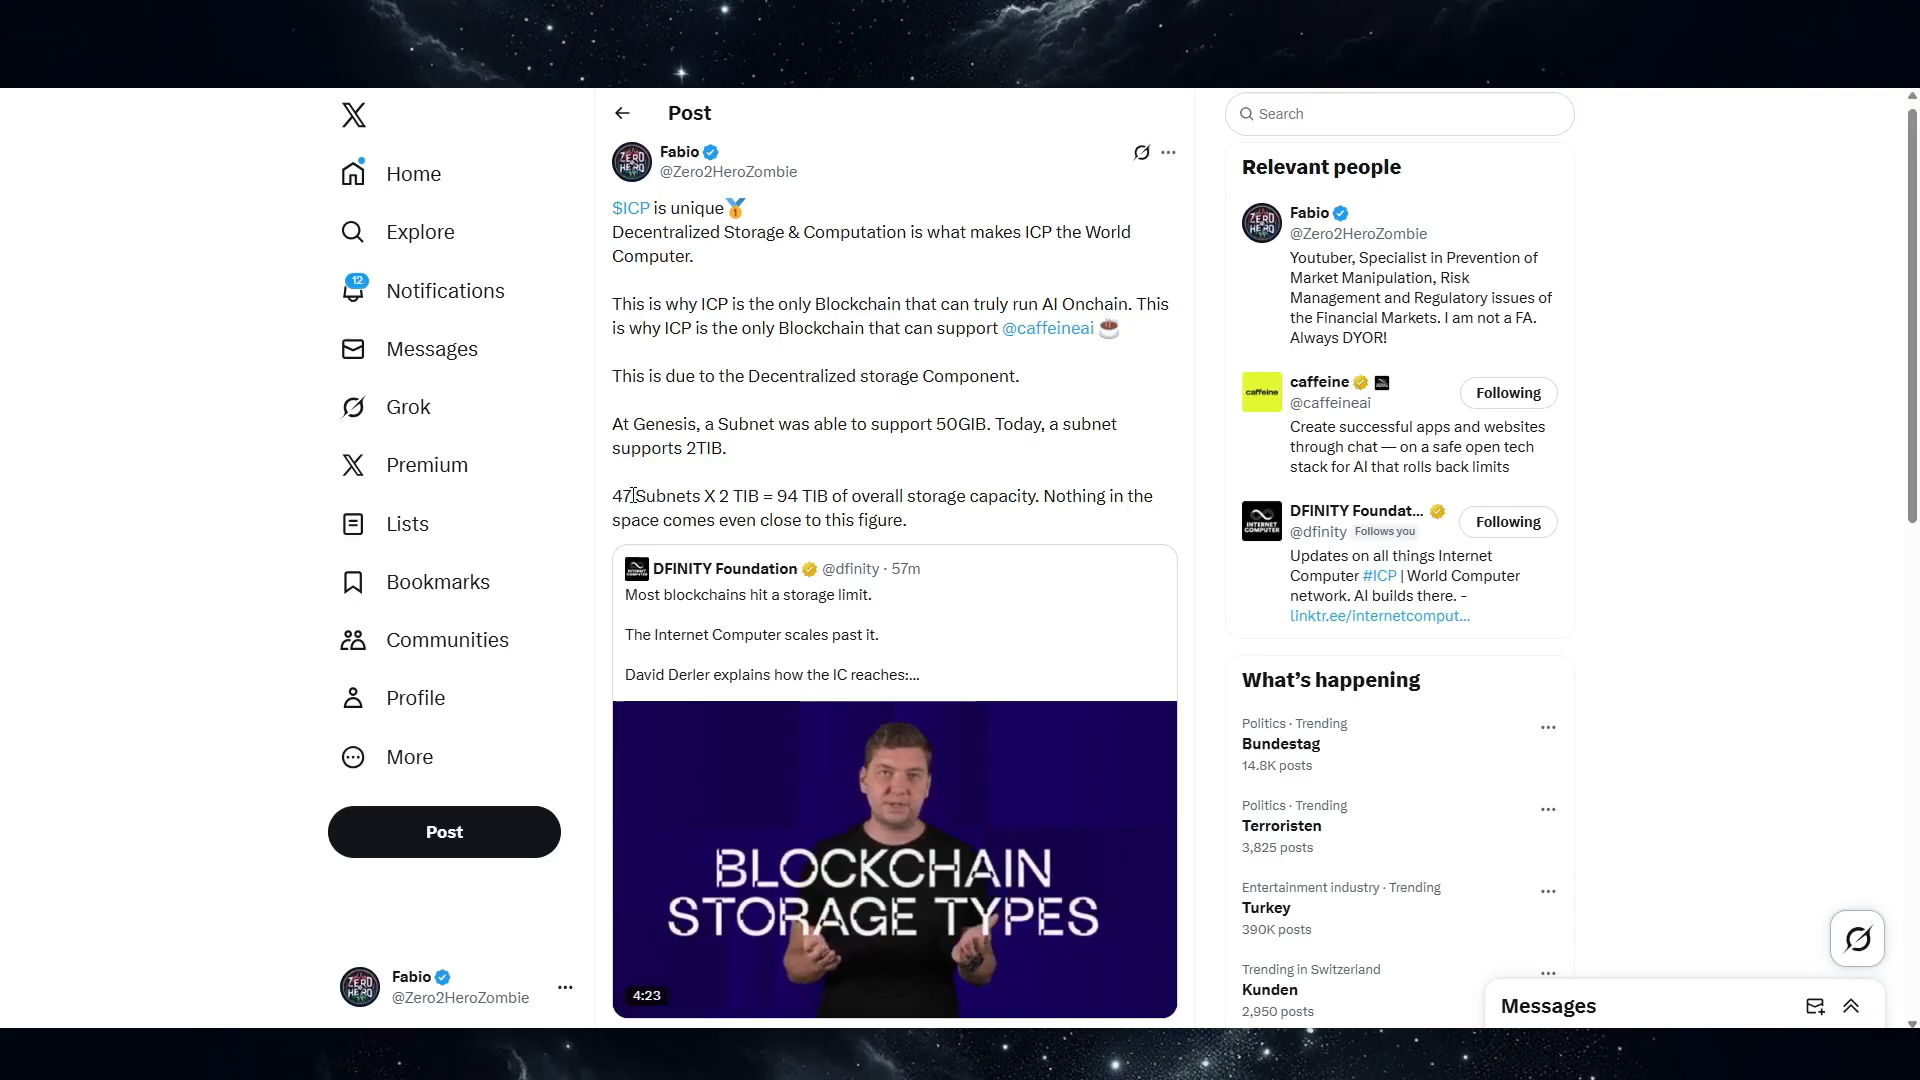 Home
Explore
12
Notifications
Messages
Grok
Premium
Lists
Bookmarks
Communities
Profile
More
Post
Fabio
@Zero2HeroZombie
Post
Fabio
@Zero2HeroZombie
$ICP is unique
Decentralized Storage & Computation is what makes ICP the World
Computer.
This is why ICP is the only Blockchain that can truly run AI Onchain. This
is why ICP is the only Blockchain that can support @caffeineai
This is due to the Decentralized storage Component.
At Genesis, a Subnet was able to support 50GIB. Today, a subnet
supports 2TIB.
47 Subnets X 2 TIB = 94 TIB of overall storage capacity. Nothing in the
space comes even close to this figure.
DFINITY Foundation @dfinity · 57m
Most blockchains hit a storage limit.
The Internet Computer scales past it.
David Derler explains how the IC reaches:...
BLOCKCHAIN
STORAGE TYPES
4:23
Search
Relevant people
Fabio
@Zero2HeroZombie
Youtuber, Specialist in Prevention of
Market Manipulation, Risk
Management and Regulatory issues of
the Financial Markets. I am not a FA.
Always DYOR!
caffeine
@caffeineai
Following
caffeine
Create successful apps and websites
through chat — on a safe open tech
stack for AI that rolls back limits
DFINITY Foundat...
@dfinity Follows you
Following
INTERNET
COMPUTER
Updates on all things Internet
Computer #ICP | World Computer
network. AI builds there. -
linktr.ee/internetcomput...
What's happening
Politics · Trending
Bundestag
14.8K posts
Politics · Trending
Terroristen
3,825 posts
Entertainment industry · Trending
Turkey
390K posts
Trending in Switzerland
Kunden
2,950 posts
Messages
ZERO
HERO